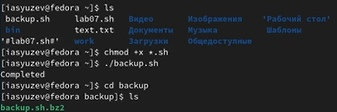 [iasyuzev@fedora ~]$ ls
backup.sh lab07.sh Видео Изображения 'Рабочий стол'
bin text.txt Документы Музыка Шаблоны
'#lab07.sh#' work Загрузки Общедоступные
[iasyuzev@fedora ~]$ chmod +x *.sh
[iasyuzev@fedora ~]$ ./backup.sh
Completed
[iasyuzev@fedora ~]$ cd backup
[iasyuzev@fedora backup]$ ls
backup.sh.bz2